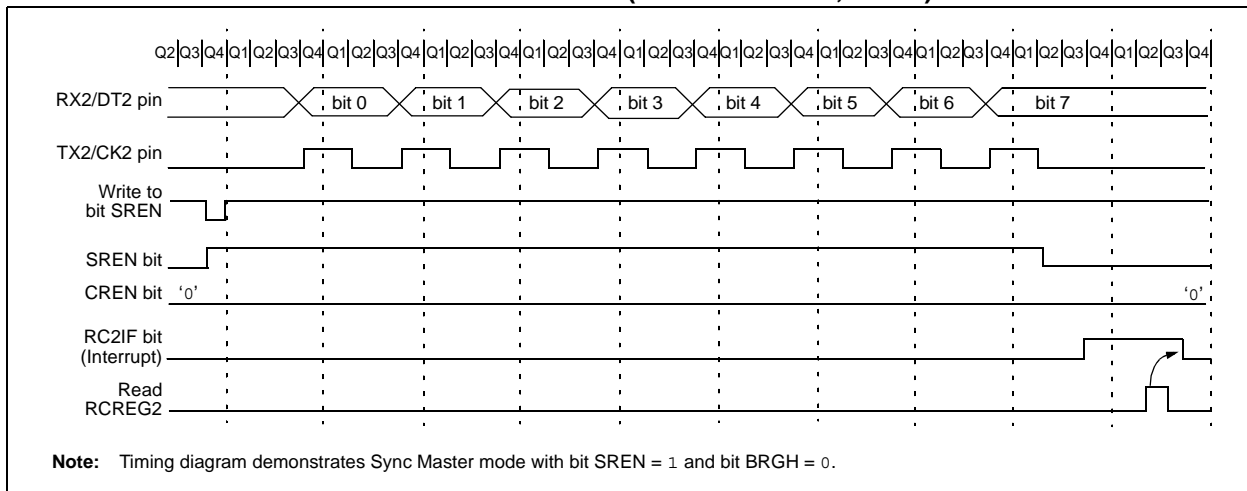 Q2 Q3 Q4 Q1 Q2 Q3 Q4 Q1 Q2 Q3 Q4 Q1 Q2 Q3 Q4 Q1 Q2 Q3 Q4 Q1 Q2 Q3 Q4 Q1 Q2 Q3 Q4 Q1 Q2 Q3 Q4 Q1 Q2 Q3 Q4 Q1 Q2 Q3 Q4 Q1 Q2 Q3 Q4
RX2/DT2 pin bit 0 bit 1 bit 2 bit 3 bit 4 bit 5 bit 6 bit 7
TX2/CK2 pin
Write to
bit SREN
SREN bit
CREN bit ‘0’ ‘0’
RC2IF bit
(Interrupt)
Read
RCREG2
Note: Timing diagram demonstrates Sync Master mode with bit SREN = 1 and bit BRGH = 0.